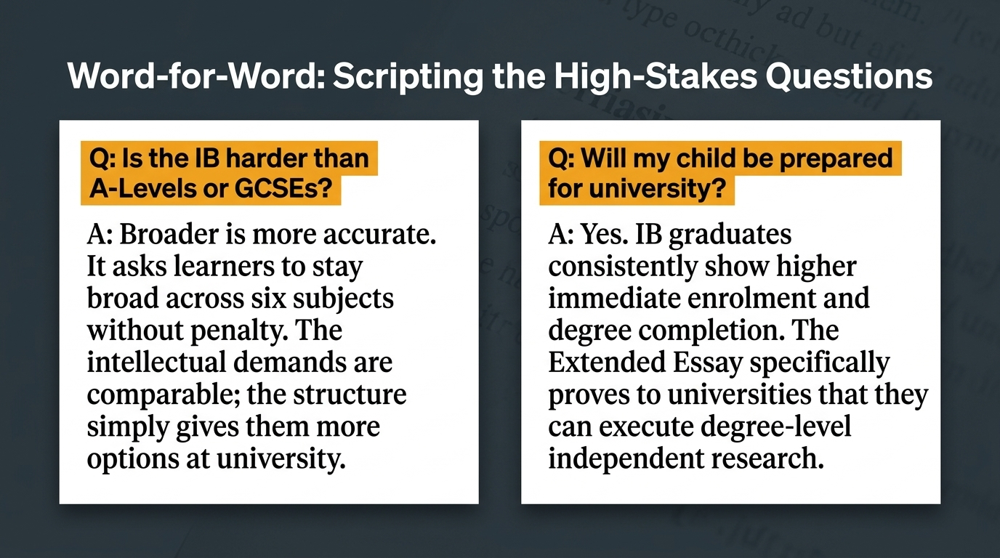 Word-for-Word: Scripting the High-Stakes Questions
Q: Is the IB harder than
A-Levels or GCSEs?
A: Broader is more accurate.
It asks learners to stay
broad across six subjects
without penalty. The
intellectual demands are
comparable; the structure
simply gives them more
options at university.
Q: Will my child be prepared
for university?
A: Yes. IB graduates
consistently show higher
immediate enrolment and
degree completion. The
Extended Essay specifically
proves to universities that they
can execute degree-level
independent research.